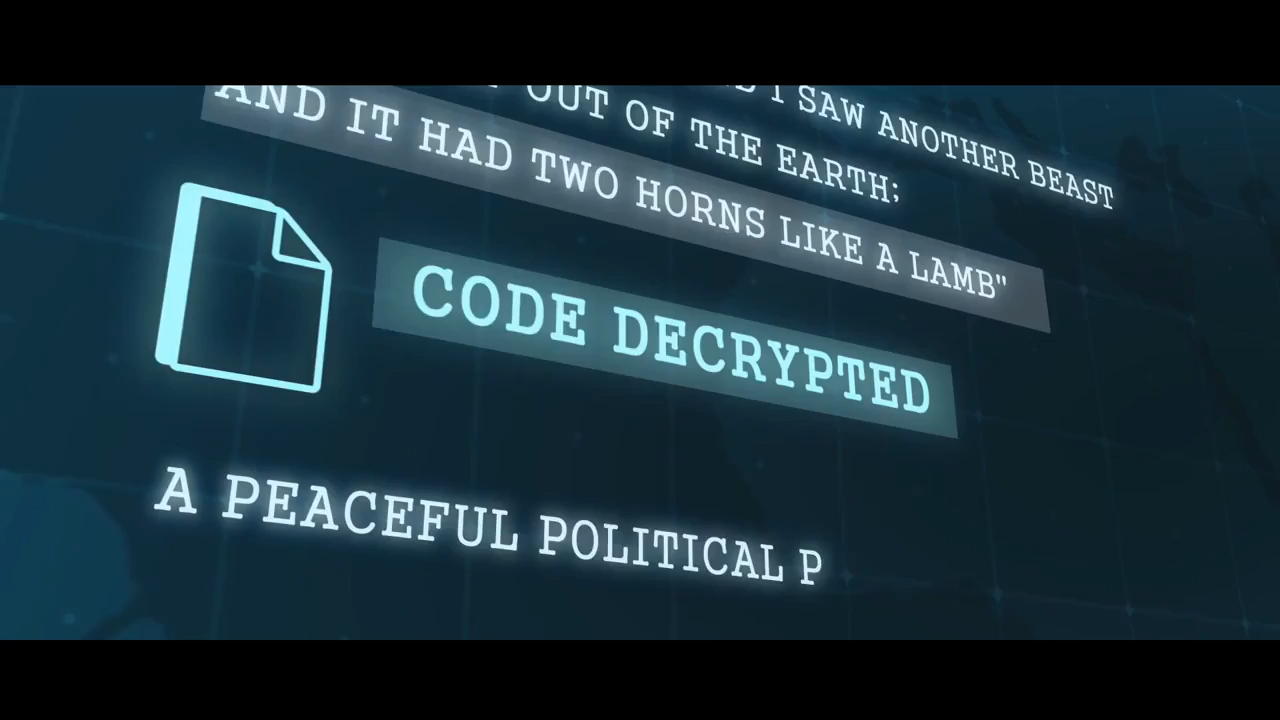 I SAW ANOTHER BEAST
OUT OF THE EARTH;
AND IT HAD TWO HORNS LIKE A LAMB"
CODE DECRYPTED
A PEACEFUL POLITICAL P